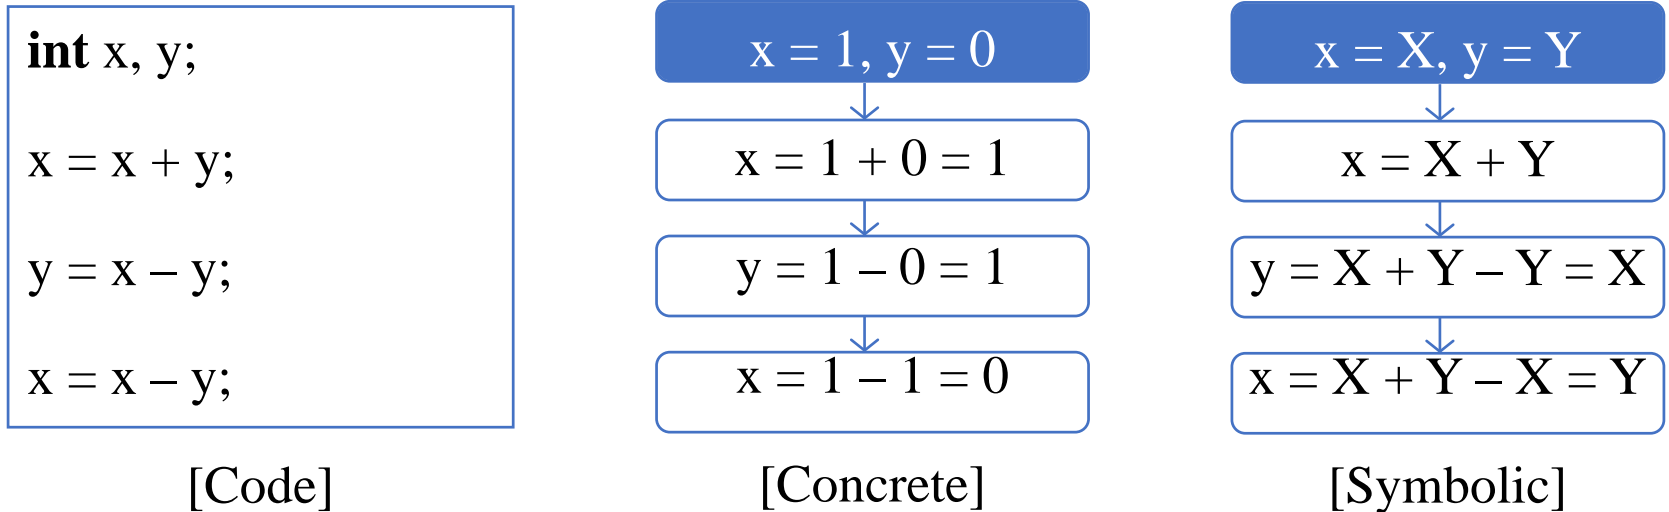 int x, y;
x = x + y;
y = x – y;
x = x – y;
[Code]
x = 1, y = 0
x = 1 + 0 = 1
y = 1 – 0 = 1
x = 1 – 1 = 0
[Concrete]
x = X, y = Y
x = X + Y
y = X + Y – Y = X
x = X + Y – X = Y
[Symbolic]